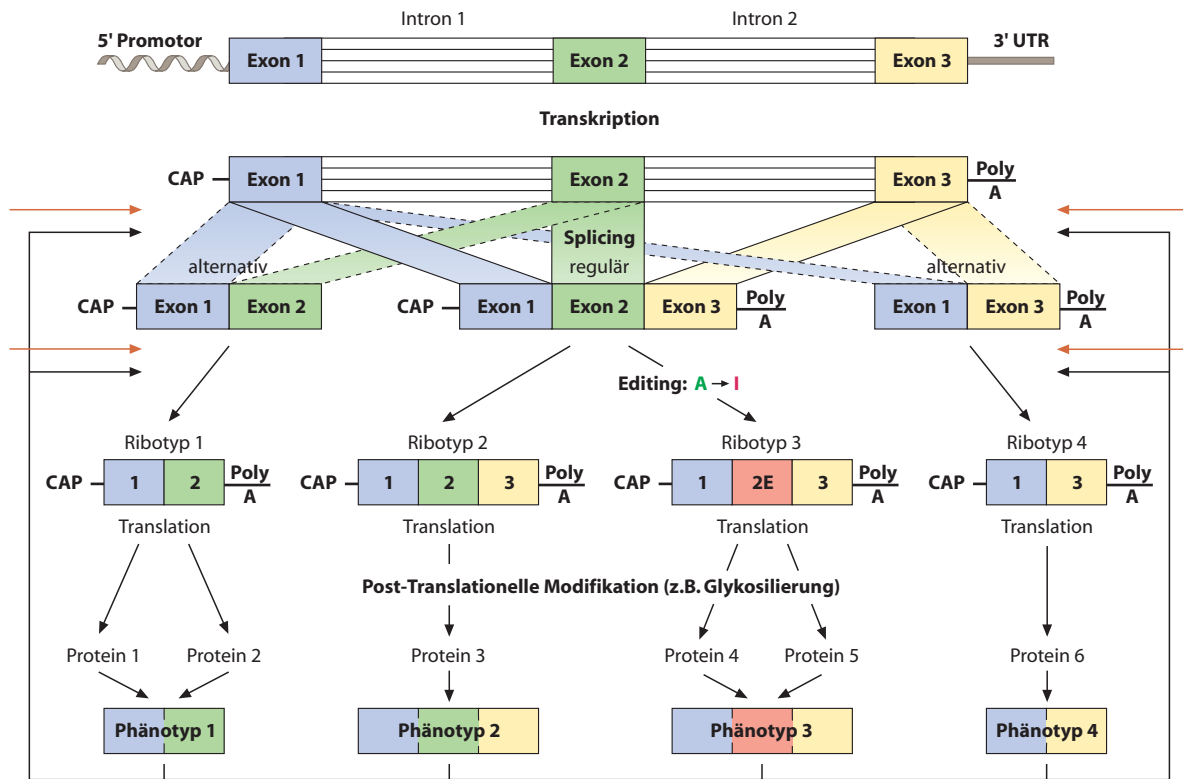 Intron 1 Intron 2
5' Promotor 3' UTR
Exon 1 Exon 2 Exon 3
Transkription
CAP Exon 1 Exon 2 Exon 3 Poly
A
Splicing
alternativ regulär alternativ
CAP Exon 1 Exon 2 CAP Exon 1 Exon 2 Exon 3 Poly Exon 1 Exon 3 Poly
A A
Editing: A I
Ribotyp 1 Ribotyp 2 Ribotyp 3 Ribotyp 4
CAP 1 2 Poly CAP 1 2 3 Poly CAP 1 2E 3 Poly CAP 1 3 Poly
A A A A
Translation Translation Translation Translation
Post-Translationelle Modifikation (z.B. Glykosilierung)
Protein 1 Protein 2 Protein 3 Protein 4 Protein 5 Protein 6
Phänotyp 1 Phänotyp 2 Phänotyp 3 Phänotyp 4